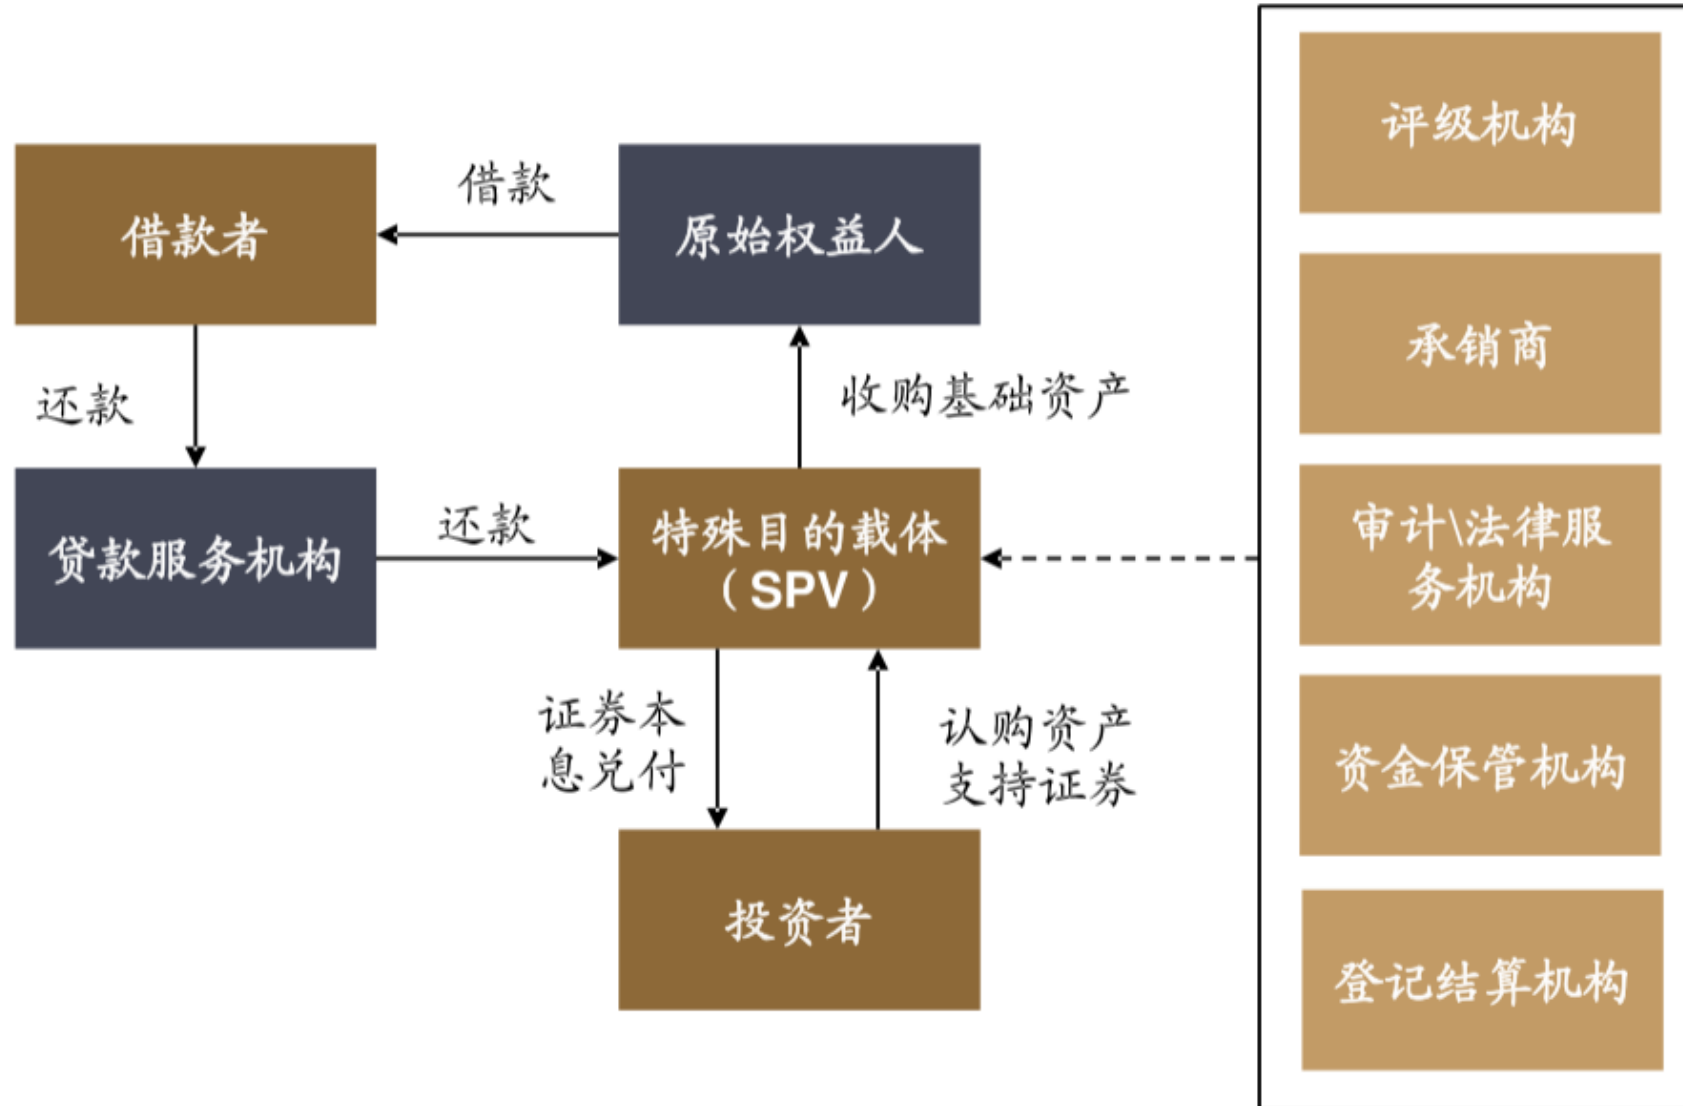 借款
借款者
原始权益人
还款
收购基础资产
贷款服务机构
还款
特殊目的载体
（SPV）
证券本
息兑付
认购资产
支持证券
投资者
评级机构
承销商
审计\法律服
务机构
资金保管机构
登记结算机构